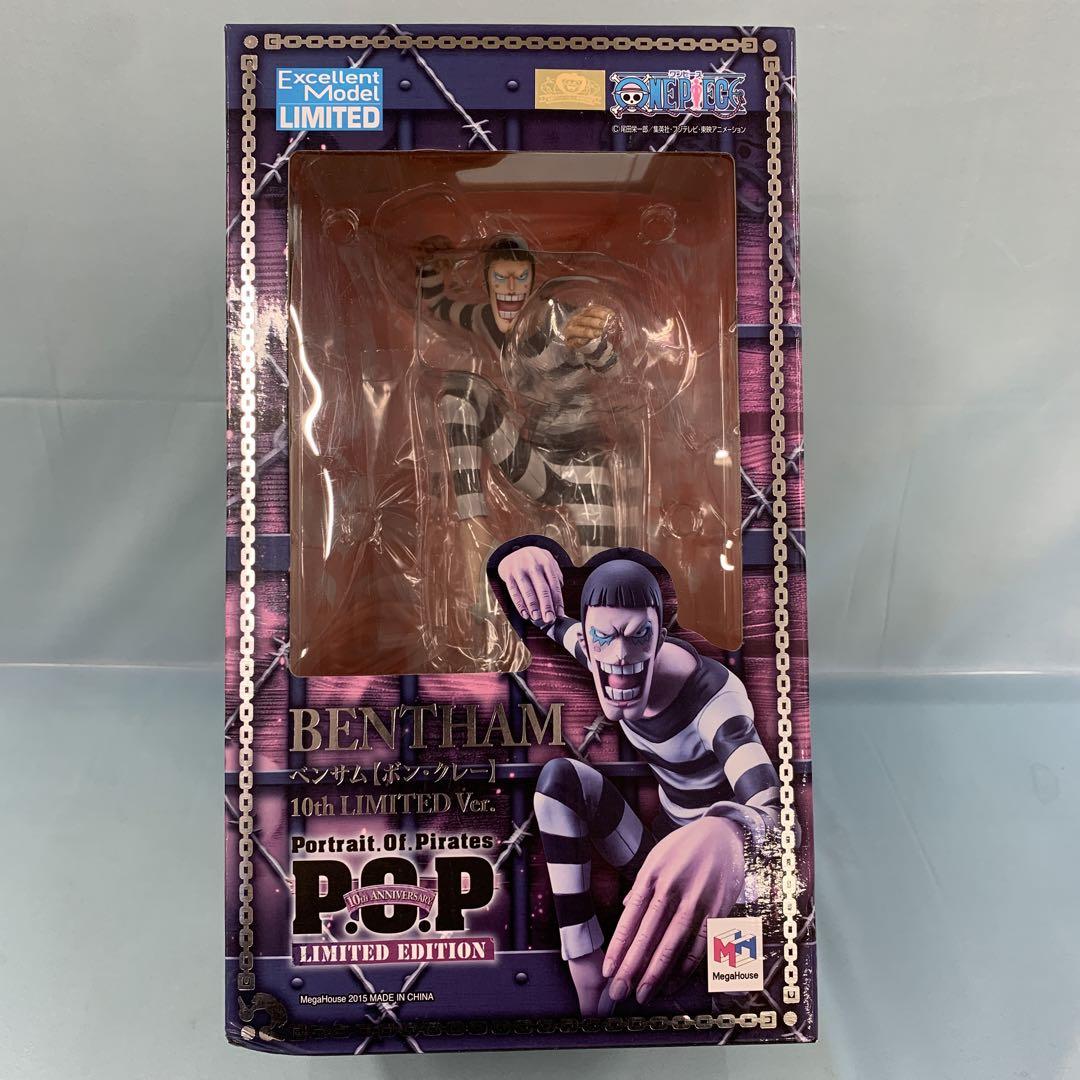 Excellent
Model
LIMITED
ワンピース
ONE PIECE
©尾田栄一郎/集英社・フジテレビ・東映アニメーション
BENTHAM
ベンサム【ボン・クレー】
10th LIMITED Ver.
Portrait.Of.Pirates
P.O.P
10th ANNIVERSARY
LIMITED EDITION
MegaHouse 2015 MADE IN CHINA
MH
MegaHouse